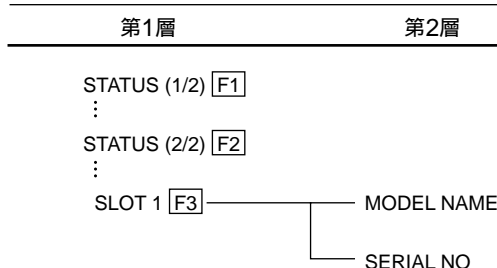 第1層 第2層
STATUS (1/2) F1
⋮
STATUS (2/2) F2
⋮
SLOT 1 F3 MODEL NAME
SERIAL NO